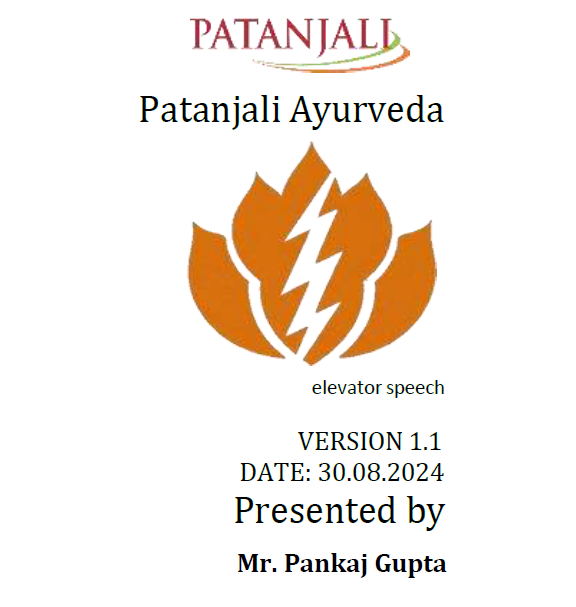 PATANJALI
Patanjali Ayurveda
elevator speech
VERSION 1.1
DATE: 30.08.2024
Presented by
Mr. Pankaj Gupta